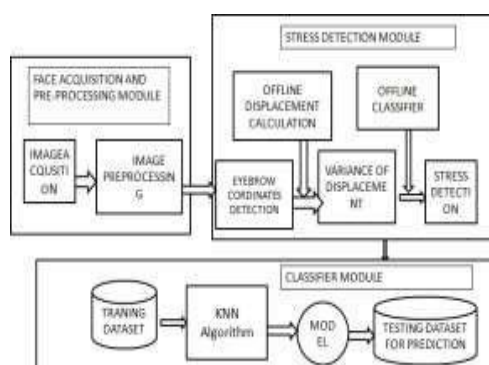 STRESS DETECTION MODULE
FACE ACQUISITION AND
PRE-PROCESSING MODULE
OFFLINE
DISPLACEMENT
CALCULATION
OFFLINE
CLASSIFIER
IMAGEA
CQUSITI
ON
IMAGE
PREPROCESSIN
G
EYEBROW
CORDINATES
DETECTION
VARIANCE OF
DISPLACEME
NT
STRESS
DETECTI
ON
CLASSIFIER MODULE
TRANING
DATASET
KNN
Algorithm
MOD
EL
TESTING DATASET
FOR PREDICTION